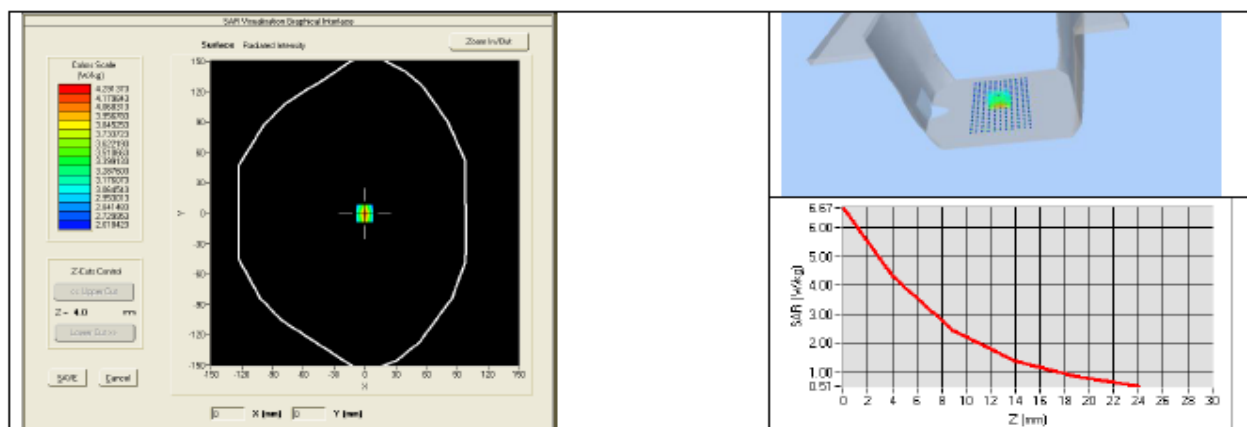 SAR Visualisation Graphical Interface
Surface Radiated Intensity
Zoom In/Out
Colors Scale
(W/kg)
4.291373
4.179843
4.068313
3.956783
3.845253
3.733723
3.622193
3.510663
3.399133
3.287603
3.176073
3.064543
2.953013
2.841483
2.729953
2.618423
Z-Cuts Control
<< Upper Cut
Z = 4.0 mm
Lower Cut >>
SAVE Cancel
150
120
90
60
30
0
-30
-60
-90
-120
-150
Y
-150 -120 -90 -60 -30 0 30 60 90 120 150
X
0 X (mm) 0 Y (mm)
6.67
6.00
5.00
4.00
3.00
2.00
1.00
0.51
SAR (W/kg)
0 2 4 6 8 10 12 14 16 18 20 22 24 26 28 30
Z (mm)